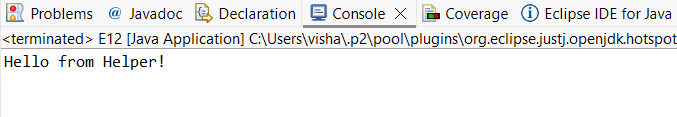 Problems @ Javadoc Declaration Console Coverage Eclipse IDE for Java
<terminated> E12 [Java Application] C:\Users\visha\.p2\pool\plugins\org.eclipse.justj.openjdk.hotspot
Hello from Helper!